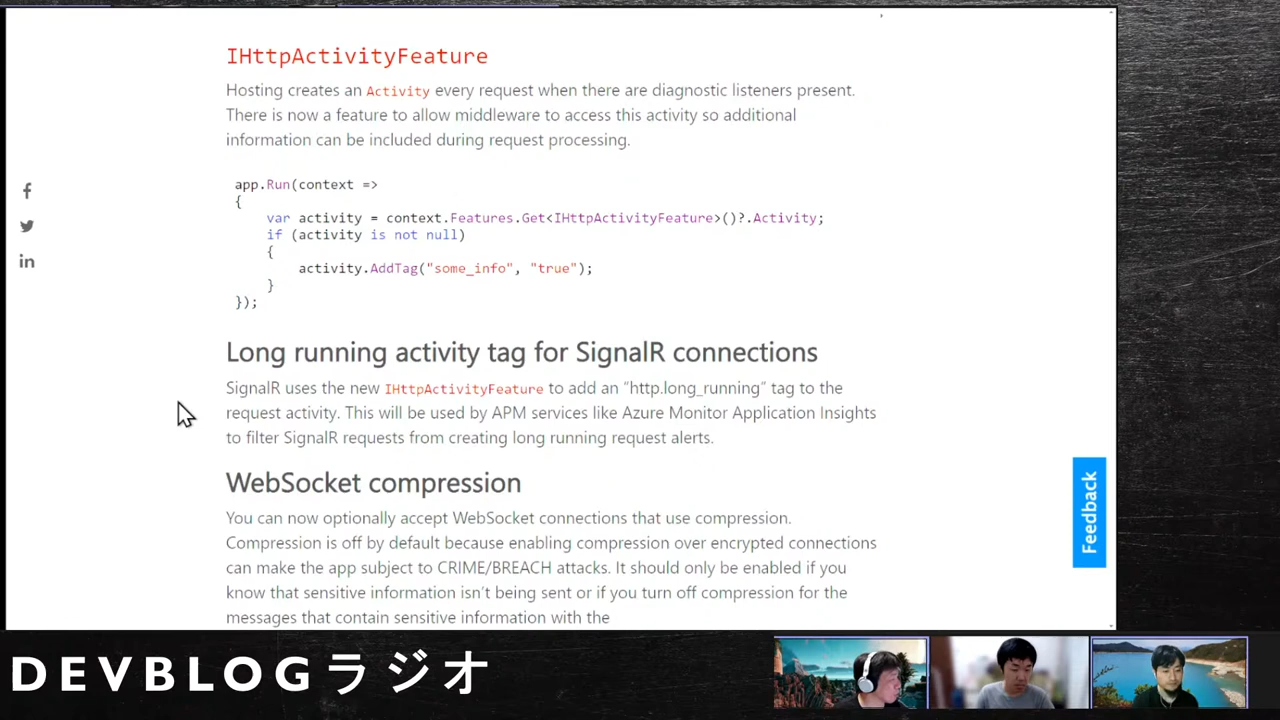 IHttpActivityFeature
Hosting creates an Activity every request when there are diagnostic listeners present.
There is now a feature to allow middleware to access this activity so additional
information can be included during request processing.
app.Run(context =>
{
    var activity = context.Features.Get<IHttpActivityFeature>()?.Activity;
    if (activity is not null)
    {
        activity.AddTag("some_info", "true");
    }
});
Long running activity tag for SignalR connections
SignalR uses the new IHttpActivityFeature to add an “http.long_running” tag to the
request activity. This will be used by APM services like Azure Monitor Application Insights
to filter SignalR requests from creating long running request alerts.
WebSocket compression
You can now optionally accept WebSocket connections that use compression.
Compression is off by default because enabling compression over encrypted connections
can make the app subject to CRIME/BREACH attacks. It should only be enabled if you
know that sensitive information isn’t being sent or if you turn off compression for the
messages that contain sensitive information with the
Feedback
DEVBLOGラジオ